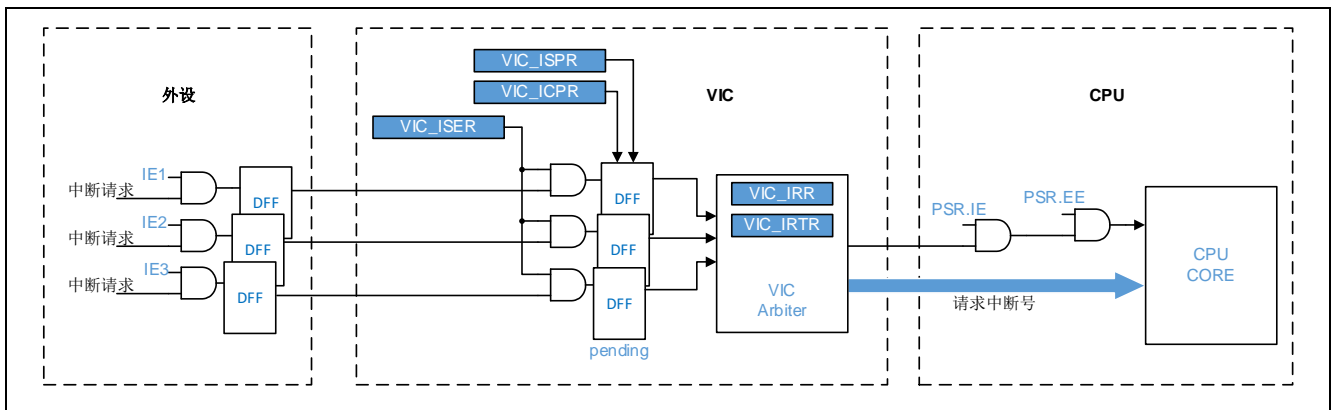 外设
VIC
CPU
VIC_ISPR
VIC_ICPR
VIC_ISER
IE1
中断请求
DFF
IE2
中断请求
DFF
IE3
中断请求
DFF
DFF
DFF
DFF
pending
VIC_IRR
VIC_IRTR
VIC
Arbiter
PSR.IE
PSR.EE
请求中断号
CPU
CORE